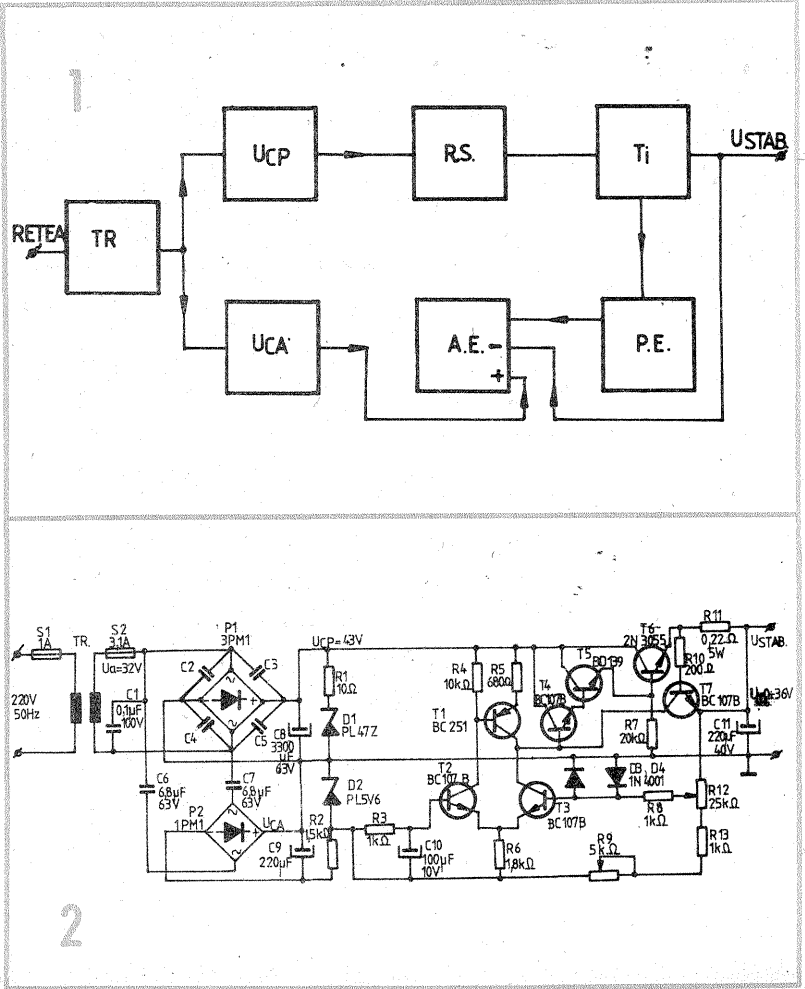 1
RETEA
TR
UCP
R.S.
Ti
USTAB.
UCA
A.E.
-
+
P.E.
2
S1
1A
TR.
220V
50Hz
S2
3,1A
Ua=32V
C1
0,1µF
100V
P1
3PM1
C2
C3
C4
C5
- +
~
~
C6
6,8µF
63V
C7
6,8µF
63V
P2
1PM1
- +
~
~
UCA
C8
3300
µF
63V
C9
220µF
UCP=43V
R1
10Ω
D1
PL47Z
D2
PL5V6
R2
R3
1kΩ
C10
100µF
10V
R4
10kΩ
R5
680Ω
T1
BC251
T2
BC107B
T3
BC107B
R6
1,8kΩ
T4
BC107B
T5
BD139
T6
2N3055
R7
20kΩ
D3, D4
1N4001
R8
1kΩ
R9
5kΩ
R10
200Ω
R11
0,22Ω
5W
T7
BC107B
USTAB.
36V
C11
220µF
40V
R12
25kΩ
R13
1kΩ